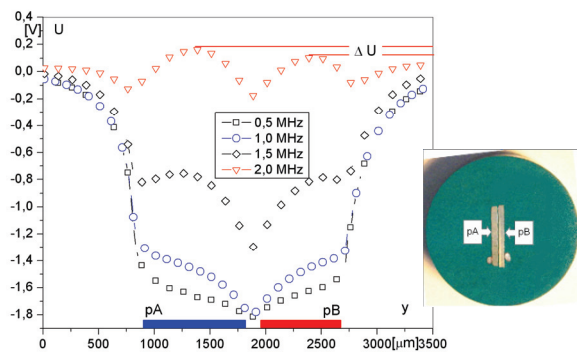 0,4
[V] U
0,2
Δ U
0,0
-0,2
-0,4
-0,6
-0,8
-1,0
-1,2
-1,4
-1,6
-1,8
0,5 MHz
1,0 MHz
1,5 MHz
2,0 MHz
pA pB y
0 500 1000 1500 2000 2500 3000[μm]3500
pA pB